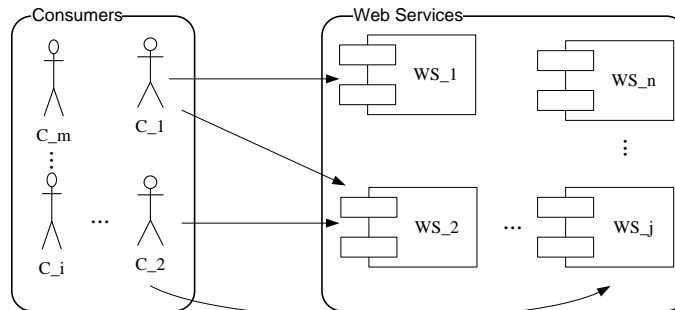 Consumers
Web Services
C_m
C_1
WS_1
WS_n
...
...
C_i
...
C_2
WS_2
...
WS_j